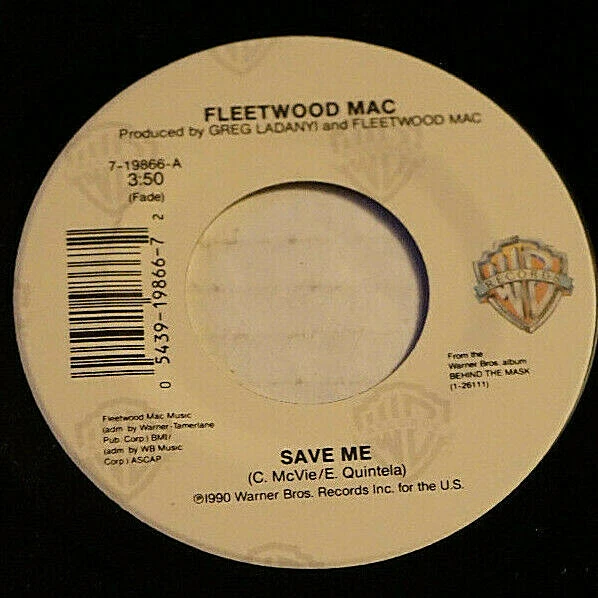 FLEETWOOD MAC
Produced by GREG LADANYI and FLEETWOOD MAC
7-19866-A
3:50
(Fade)
0 5439-19866-7 2
WB
RECORDS
From the
Warner Bros. album
BEHIND THE MASK
(1-26111)
Fleetwood Mac Music
(adm. by Warner-Tamerlane
Pub. Corp.) BMI/
(adm. by WB Music
Corp.) ASCAP
SAVE ME
(C. McVie/E. Quintela)
℗1990 Warner Bros. Records Inc. for the U.S.